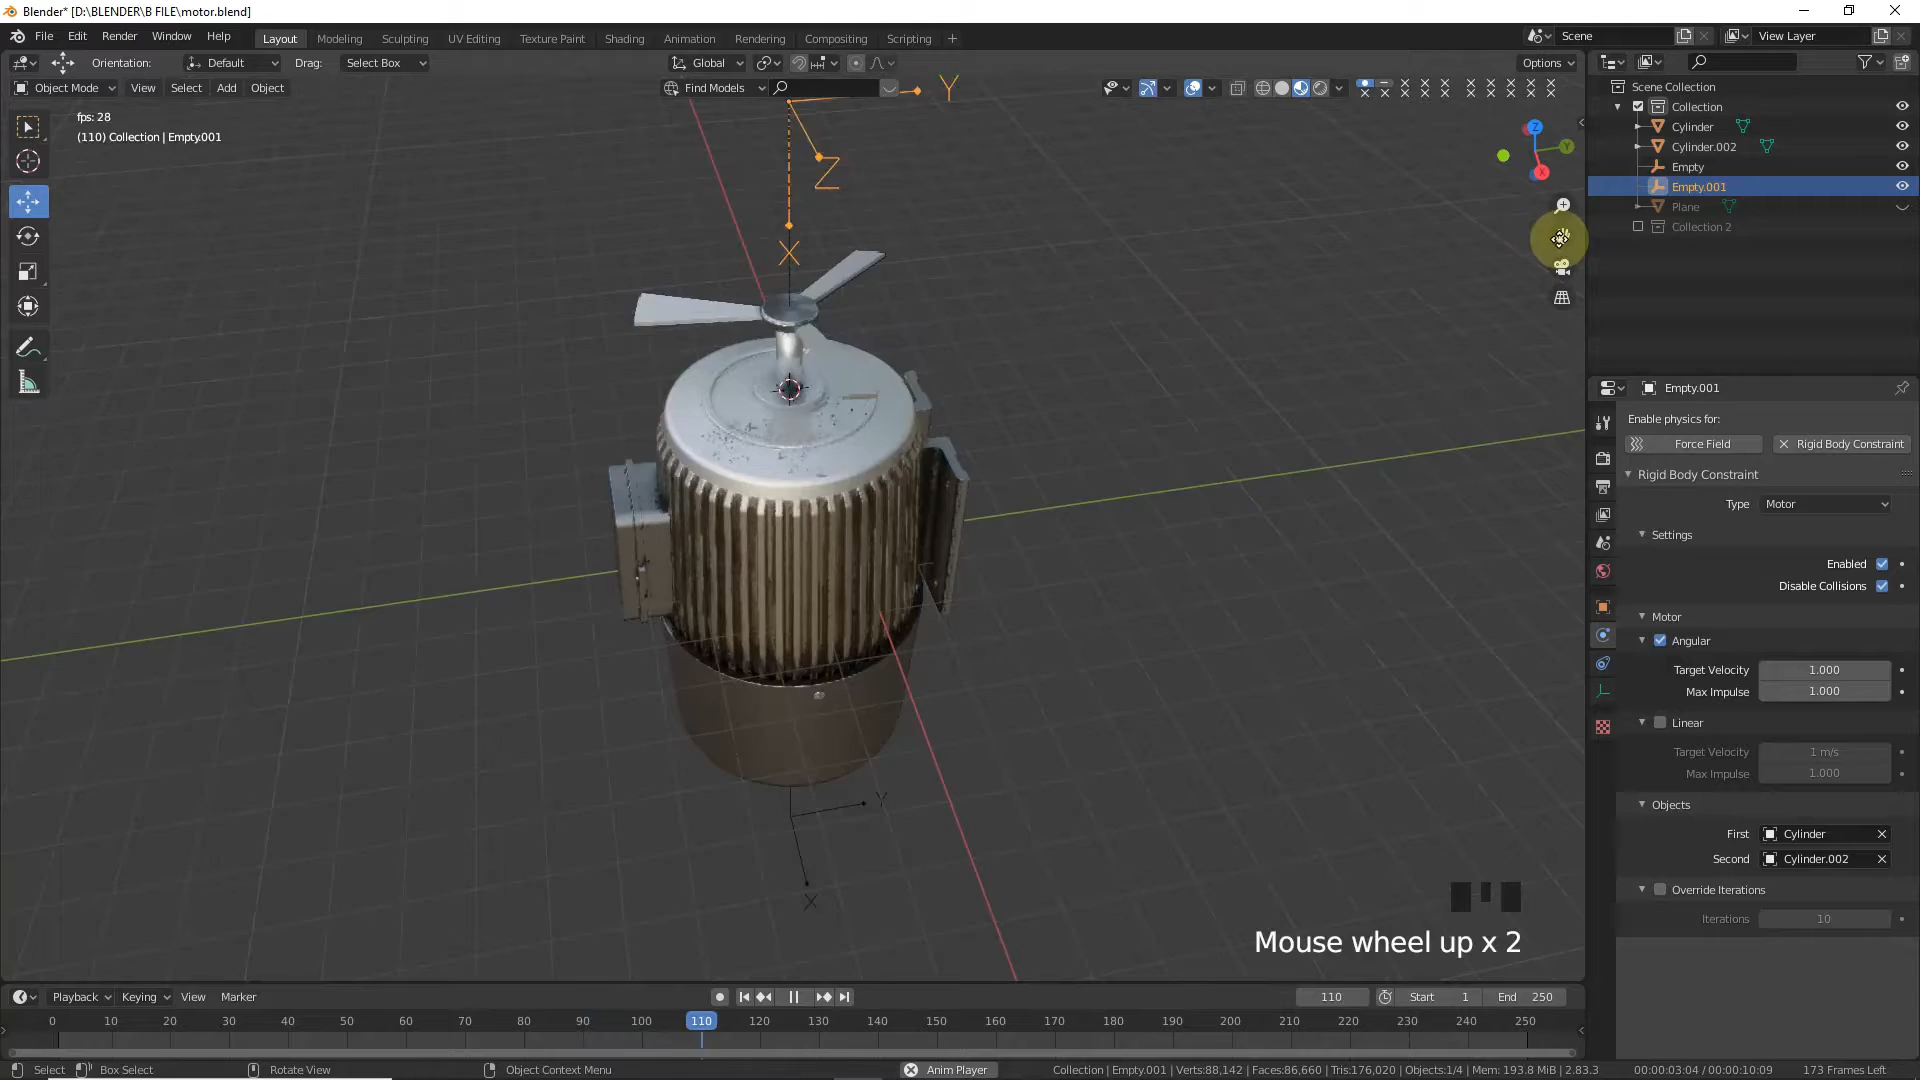 Blender* [D:\BLENDER\B FILE\motor.blend]
File Edit Render Window Help
Layout Modeling Sculpting UV Editing Texture Paint Shading Animation Rendering Compositing Scripting
Scene
View Layer
Orientation: Default Drag: Select Box
Global
Options
Object Mode View Select Add Object
Find Models
fps: 28
(110) Collection | Empty.001
Y
Z
X
Z
X
Y
X
Scene Collection
Collection
Cylinder
Cylinder.002
Empty
Empty.001
Plane
Collection 2
Empty.001
Enable physics for:
Force Field
Rigid Body Constraint
Rigid Body Constraint
Type Motor
Settings
Enabled
Disable Collisions
Motor
Angular
Target Velocity 1.000
Max Impulse 1.000
Linear
Target Velocity 1 m/s
Max Impulse 1.000
Objects
First Cylinder
Second Cylinder.002
Override Iterations
Iterations 10
Mouse wheel up x 2
Playback Keying View Marker
110 Start 1 End 250
0 10 20 30 40 50 60 70 80 90 100 110 120 130 140 150 160 170 180 190 200 210 220 230 240 250
Select Box Select Rotate View Object Context Menu Anim Player Collection | Empty.001 | Verts:88,142 | Faces:86,660 | Tris:176,020 | Objects:1/4 | Mem: 193.8 MiB | 2.83.3 00:00:03:04 / 00:00:10:09 173 Frames Left